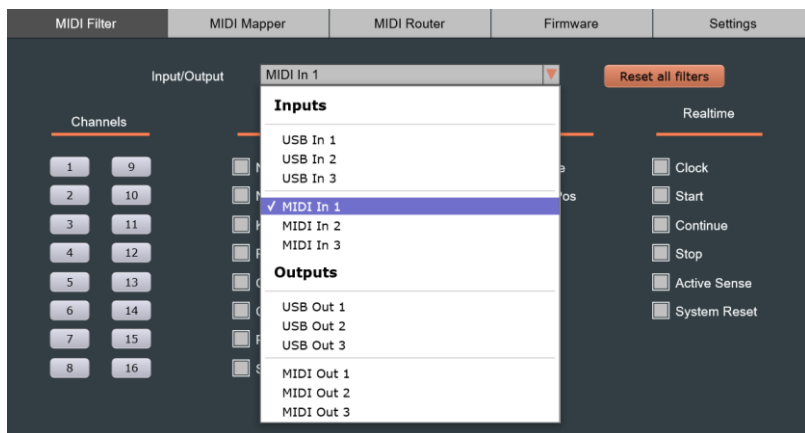 MIDI Filter MIDI Mapper MIDI Router Firmware Settings
Input/Output MIDI In 1 Reset all filters
Channels
Realtime
Inputs
USB In 1
USB In 2
USB In 3
✓ MIDI In 1
MIDI In 2
MIDI In 3
Outputs
USB Out 1
USB Out 2
USB Out 3
MIDI Out 1
MIDI Out 2
MIDI Out 3
1 9
2 10
3 11
4 12
5 13
6 14
7 15
8 16
Clock
Start
Continue
Stop
Active Sense
System Reset